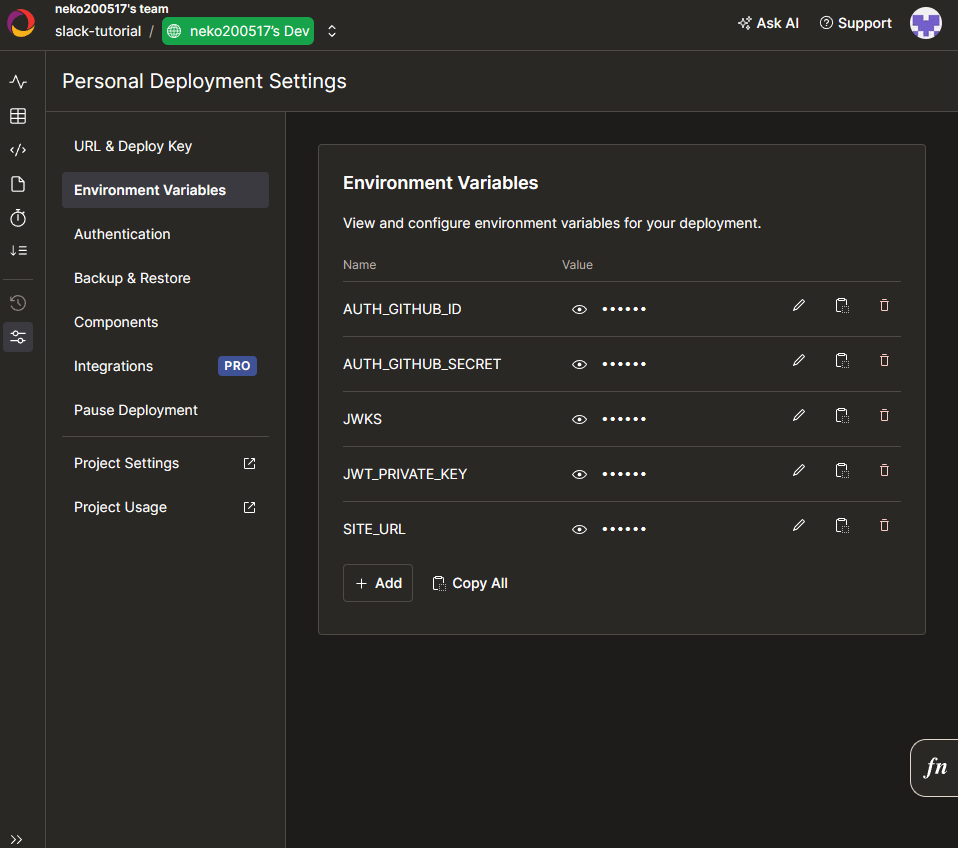 neko200517's team
slack-tutorial / neko200517's Dev
Ask AI
Support
Personal Deployment Settings
URL & Deploy Key
Environment Variables
Authentication
Backup & Restore
Components
Integrations PRO
Pause Deployment
Project Settings
Project Usage
Environment Variables
View and configure environment variables for your deployment.
Name Value
AUTH_GITHUB_ID ••••••
AUTH_GITHUB_SECRET ••••••
JWKS ••••••
JWT_PRIVATE_KEY ••••••
SITE_URL ••••••
+ Add Copy All
fn